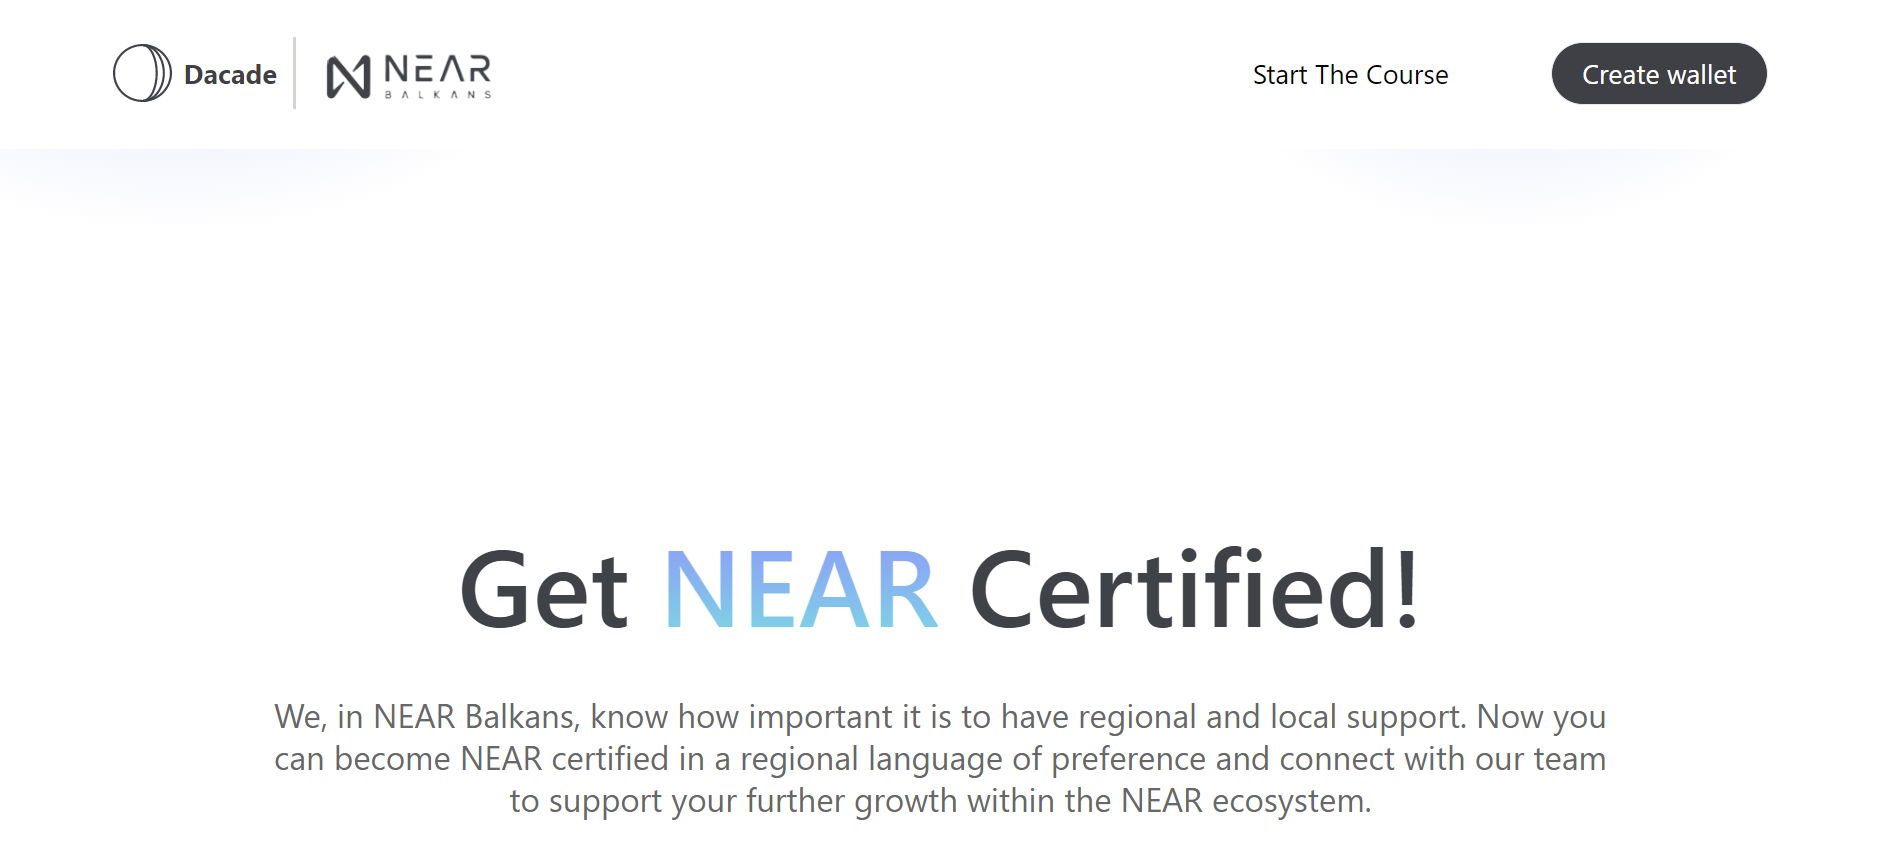 Dacade
NEAR
BALKANS
Start The Course
Create wallet
Get NEAR Certified!
We, in NEAR Balkans, know how important it is to have regional and local support. Now you
can become NEAR certified in a regional language of preference and connect with our team
to support your further growth within the NEAR ecosystem.